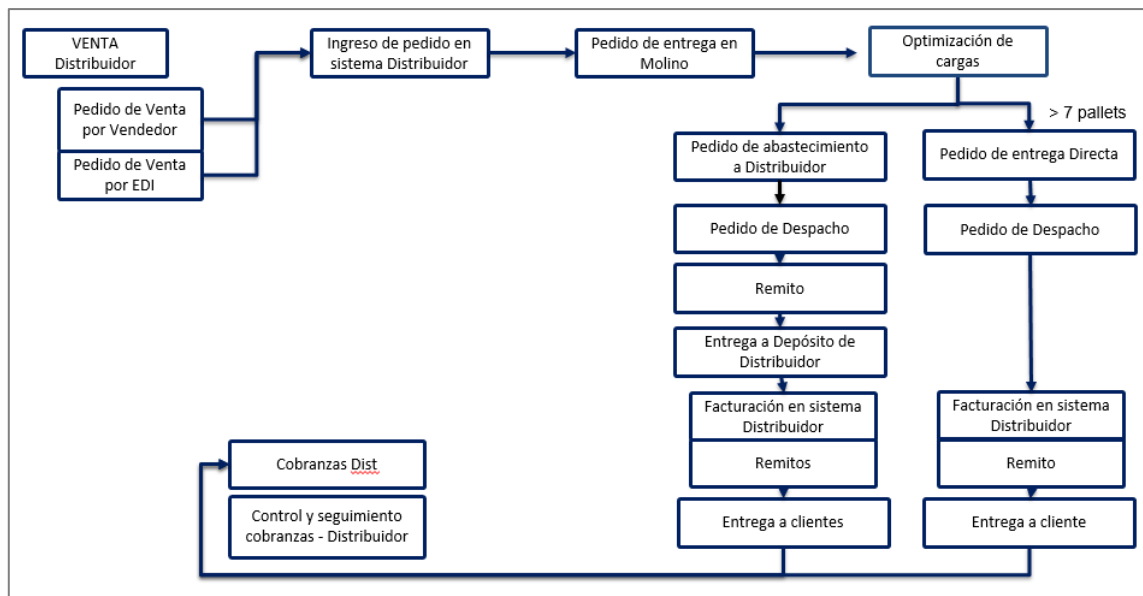 VENTA
Distribuidor
Ingreso de pedido en
sistema Distribuidor
Pedido de entrega en
Molino
Optimización de
cargas
Pedido de Venta
por Vendedor
Pedido de Venta
por EDI
> 7 pallets
Pedido de abastecimiento
a Distribuidor
Pedido de entrega Directa
Pedido de Despacho
Pedido de Despacho
Remito
Entrega a Depósito de
Distribuidor
Facturación en sistema
Distribuidor
Facturación en sistema
Distribuidor
Remitos
Remito
Entrega a clientes
Entrega a cliente
Cobranzas Dist
Control y seguimiento
cobranzas - Distribuidor